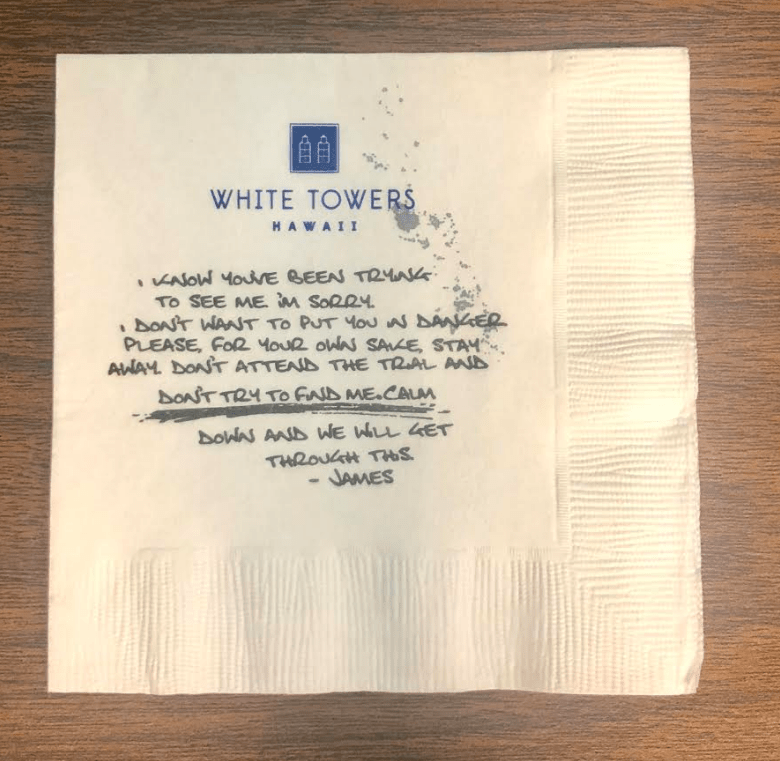 WHITE TOWERS
HAWAII
I KNOW YOU'VE BEEN TRYING
TO SEE ME. I'M SORRY.
I DON'T WANT TO PUT YOU IN DANGER
PLEASE, FOR YOUR OWN SAKE, STAY
AWAY. DON'T ATTEND THE TRIAL AND
DON'T TRY TO FIND ME. CALM
DOWN AND WE WILL GET
THROUGH THIS.
- JAMES